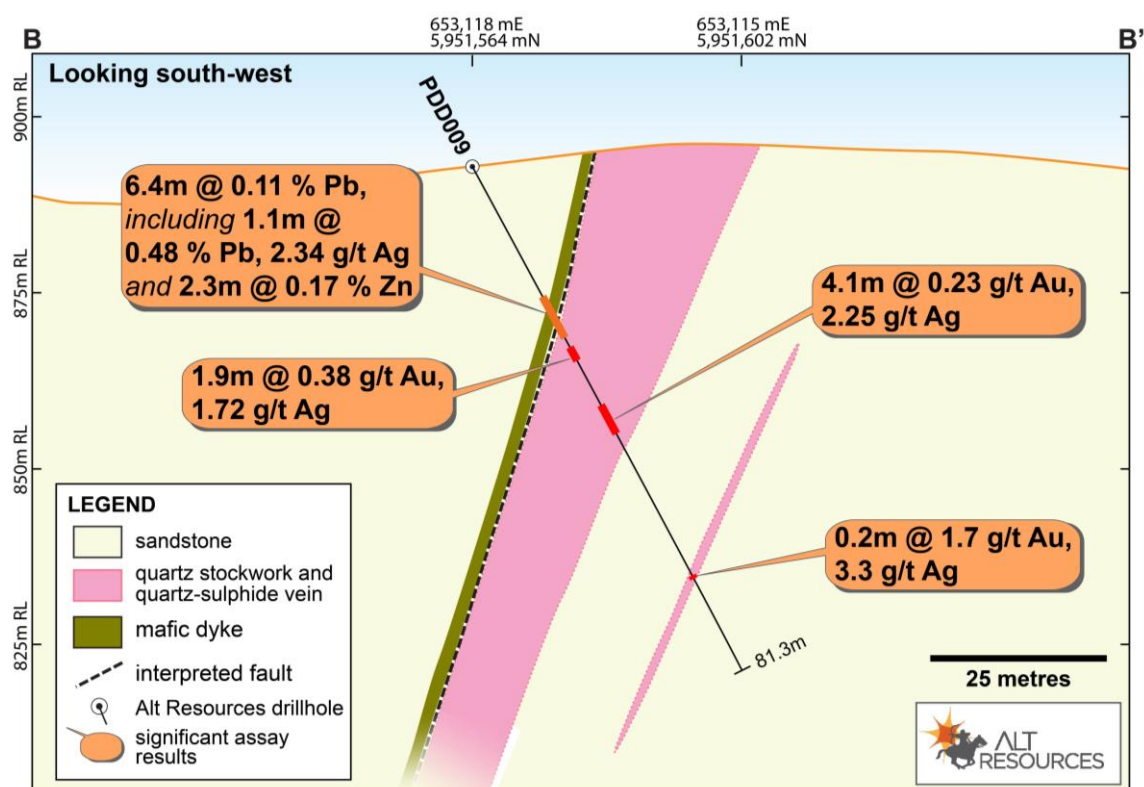 653,118 mE
5,951,564 mN
653,115 mE
5,951,602 mN
B
B'
Looking south-west
PDD009
900m RL
875m RL
850m RL
825m RL
6.4m @ 0.11 % Pb,
including 1.1m @
0.48 % Pb, 2.34 g/t Ag
and 2.3m @ 0.17 % Zn
4.1m @ 0.23 g/t Au,
2.25 g/t Ag
1.9m @ 0.38 g/t Au,
1.72 g/t Ag
0.2m @ 1.7 g/t Au,
3.3 g/t Ag
81.3m
LEGEND
sandstone
quartz stockwork and
quartz-sulphide vein
mafic dyke
interpreted fault
Alt Resources drillhole
significant assay
results
25 metres
ALT
RESOURCES